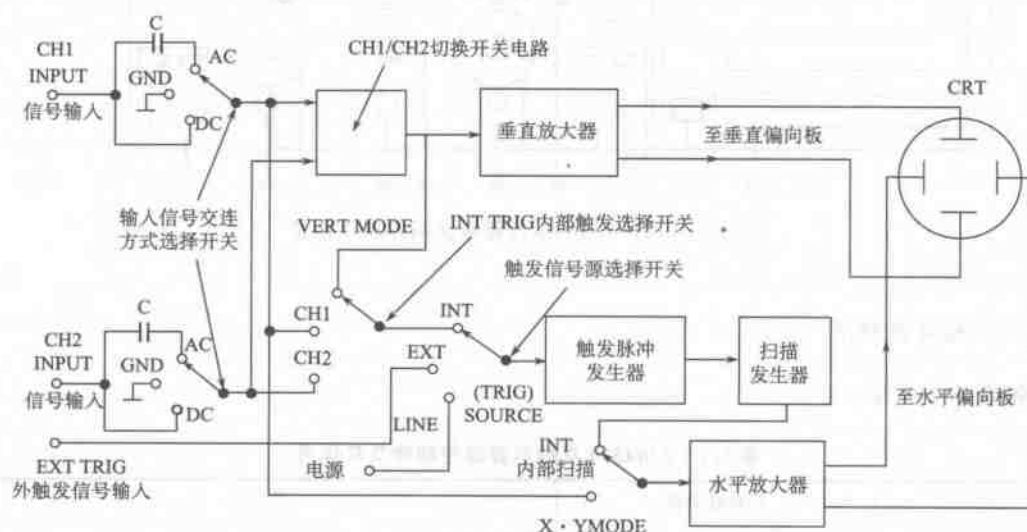 C
CH1
INPUT
信号输入
AC
GND
DC
CH1/CH2切换开关电路
垂直放大器
至垂直偏向板
CRT
输入信号交连
方式选择开关
VERT MODE
INT TRIG内部触发选择开关
触发信号源选择开关
CH1
INT
CH2
EXT
C
CH2
INPUT
信号输入
AC
GND
DC
触发脉冲
发生器
扫描
发生器
(TRIG)
SOURCE
LINE
至水平偏向板
EXT TRIG
外触发信号输入
电源
INT
内部扫描
水平放大器
X·YMODE